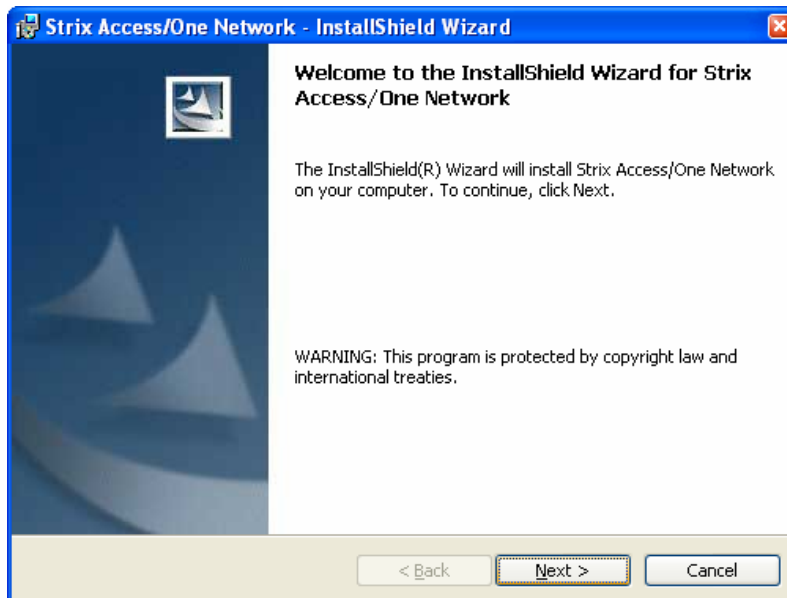 Strix Access/One Network - InstallShield Wizard
Welcome to the InstallShield Wizard for Strix
Access/One Network
The InstallShield(R) Wizard will install Strix Access/One Network
on your computer. To continue, click Next.
WARNING: This program is protected by copyright law and
international treaties.
< Back
Next >
Cancel